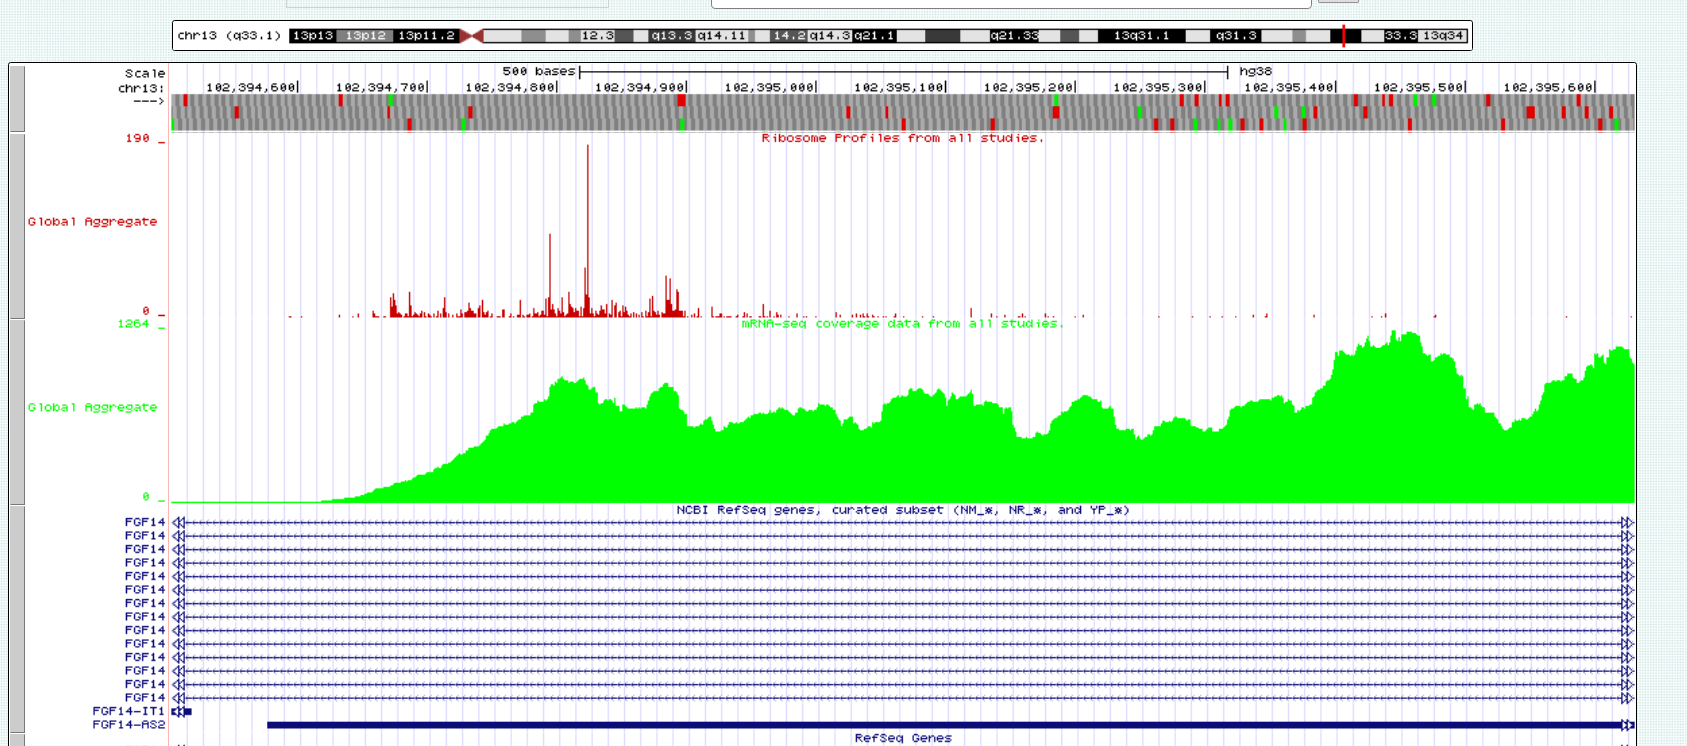 chr13 (q33.1) 13p13 13p12 13p11.2 12.3 q13.3 q14.11 14.2 q14.3 q21.1 q21.33 13q31.1 q31.3 33.3 13q34
Scale 500 bases hg38
chr13: 102,394,600 102,394,700 102,394,800 102,394,900 102,395,000 102,395,100 102,395,200 102,395,300 102,395,400 102,395,500 102,395,600
--->
Ribosome Profiles from all studies.
190 _
Global Aggregate
0 _
mRNA-seq coverage data from all studies.
1264 _
Global Aggregate
0 _
NCBI RefSeq genes, curated subset (NM_*, NR_*, and YP_*)
FGF14
FGF14
FGF14
FGF14
FGF14
FGF14
FGF14
FGF14
FGF14
FGF14
FGF14
FGF14
FGF14
FGF14
FGF14-IT1
FGF14-AS2
RefSeq Genes